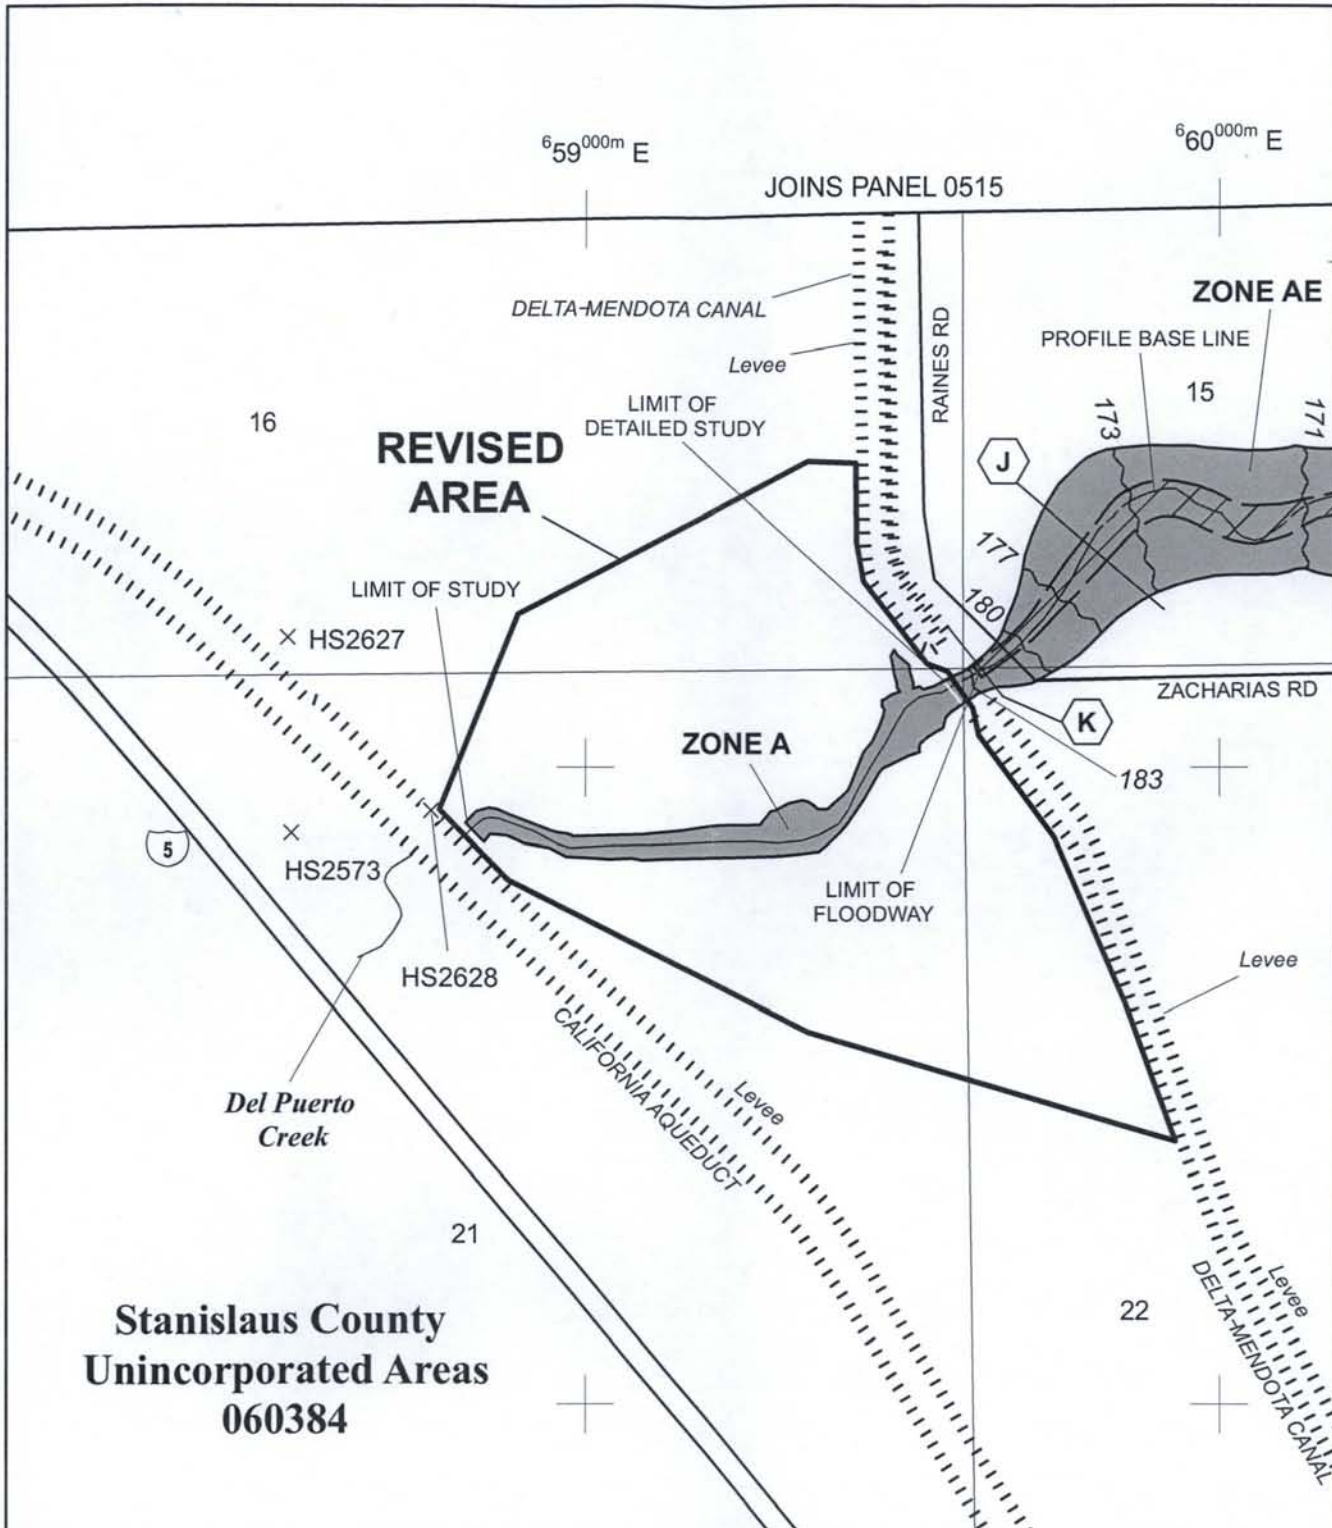 659000m E
660000m E
JOINS PANEL 0515
ZONE AE
DELTA-MENDOTA CANAL
RAINES RD
PROFILE BASE LINE
Levee
15
173
171
LIMIT OF
DETAILED STUDY
16
REVISED
AREA
J
177
LIMIT OF STUDY
180
HS2627
ZACHARIAS RD
K
ZONE A
183
5
HS2573
LIMIT OF
FLOODWAY
HS2628
Levee
CALIFORNIA AQUEDUCT
Levee
Del Puerto
Creek
21
22
Levee
DELTA-MENDOTA CANAL
Stanislaus County
Unincorporated Areas
060384